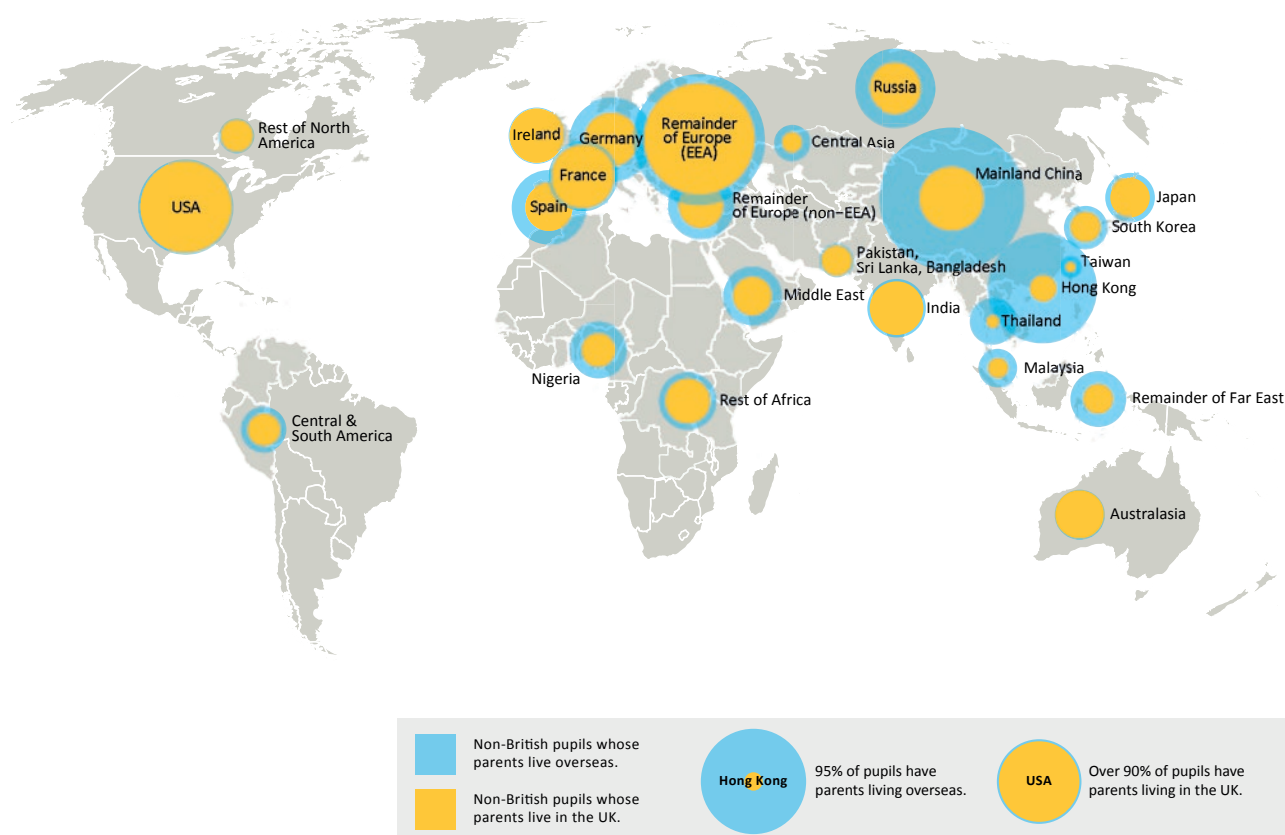 Russia
Rest of North
America
Ireland
Germany
Remainder
of Europe
(EEA)
Central Asia
France
Mainland China
USA
Spain
Remainder
of Europe (non-EEA)
Japan
South Korea
Pakistan,
Sri Lanka, Bangladesh
Taiwan
Middle East
India
Hong Kong
Thailand
Nigeria
Malaysia
Rest of Africa
Remainder of Far East
Central &
South America
Australasia
Non-British pupils whose
parents live overseas.
Non-British pupils whose
parents live in the UK.
Hong Kong
95% of pupils have
parents living overseas.
USA
Over 90% of pupils have
parents living in the UK.